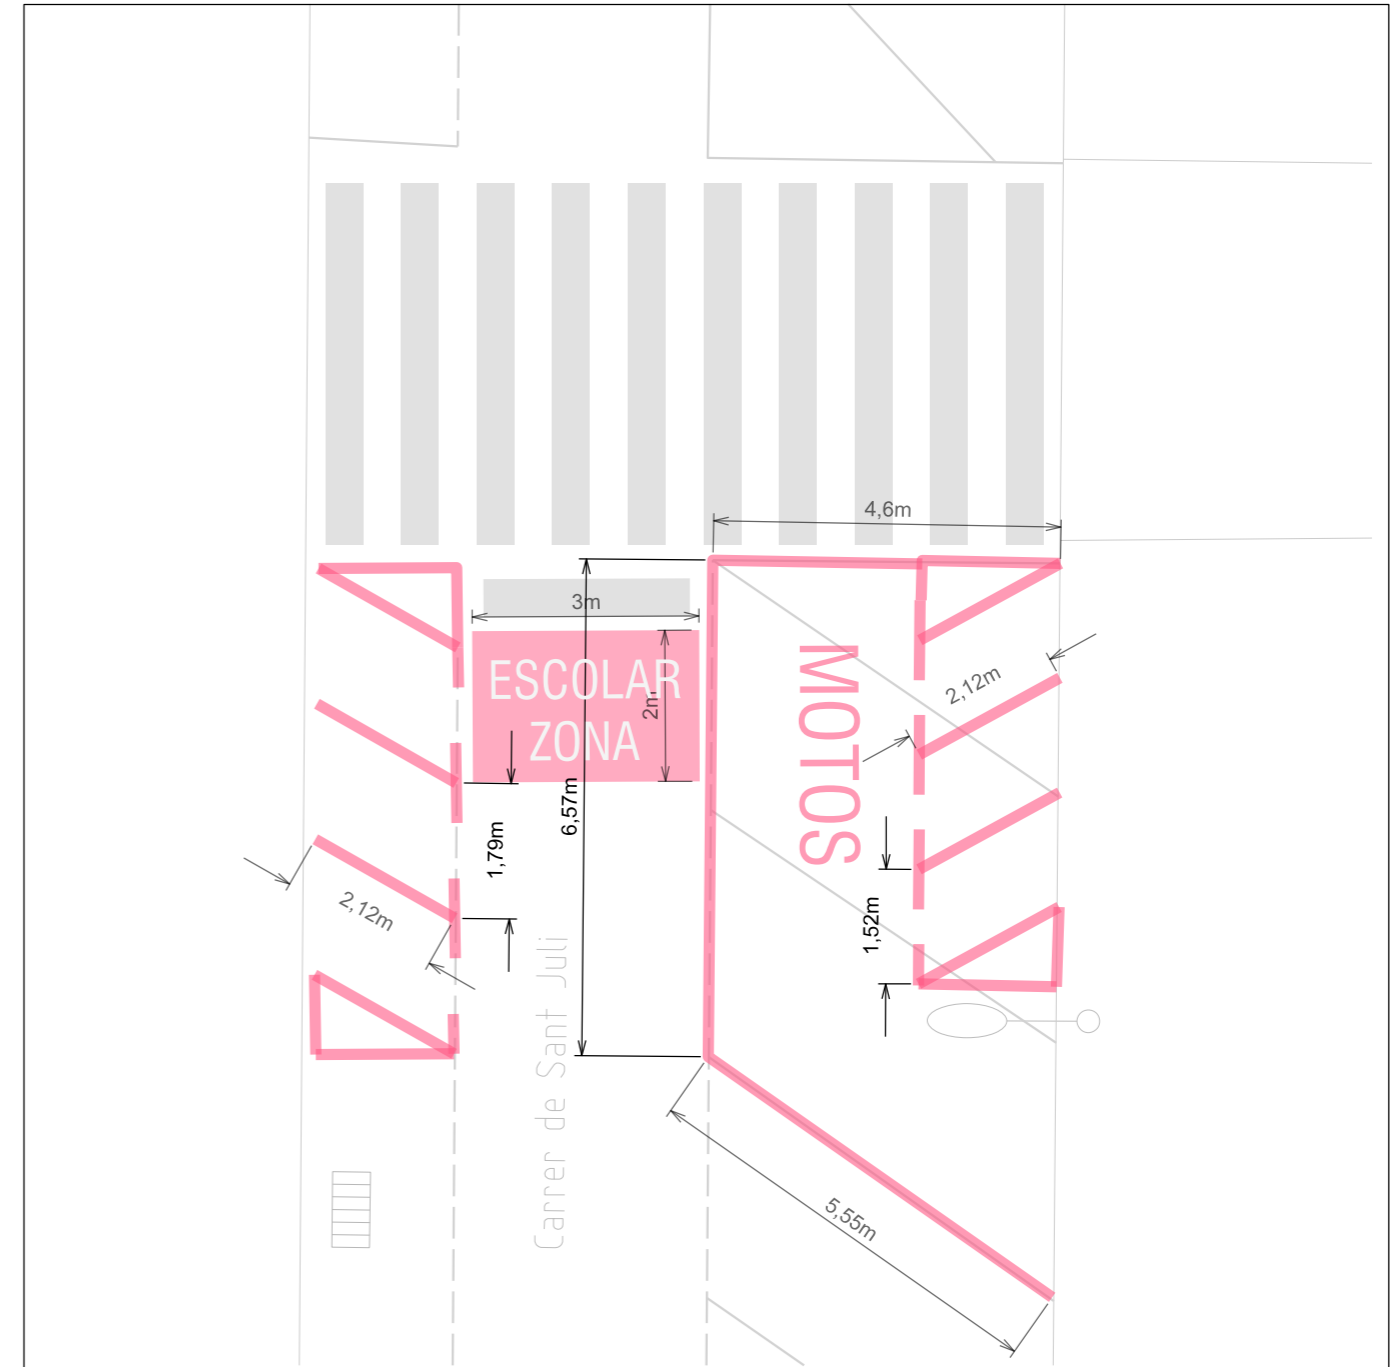 4,6m
3m
ESCOLAR
ZONA
2m
MOTOS
2,12m
6,57m
1,79m
1,52m
2,12m
Carrer de Sant Juli
5,55m